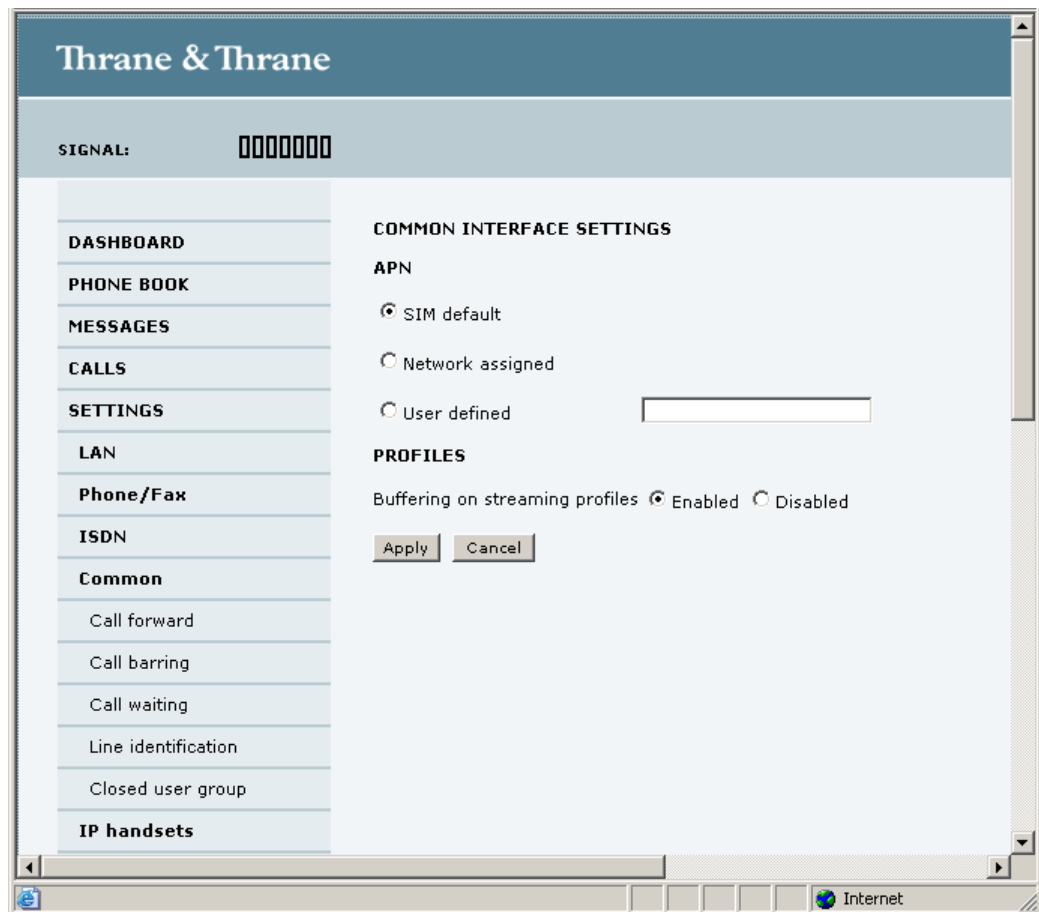 Thrane & Thrane
SIGNAL:
DASHBOARD
PHONE BOOK
MESSAGES
CALLS
SETTINGS
LAN
Phone/Fax
ISDN
Common
Call forward
Call barring
Call waiting
Line identification
Closed user group
IP handsets
COMMON INTERFACE SETTINGS
APN
SIM default
Network assigned
User defined
PROFILES
Buffering on streaming profiles Enabled Disabled
Apply Cancel
Internet